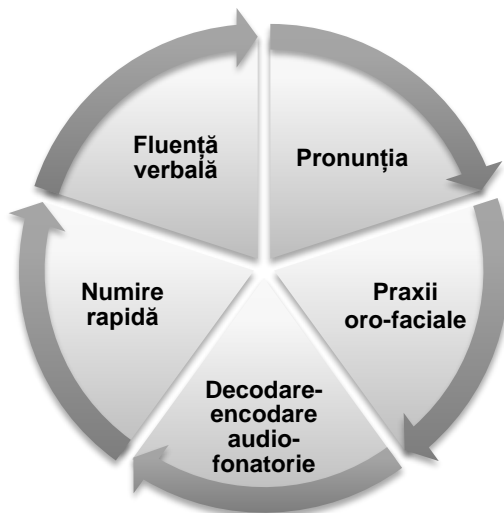 Fluență
verbală
Pronunția
Praxii
oro-faciale
Decodare-
encodare
audio-
fonatorie
Numire
rapidă